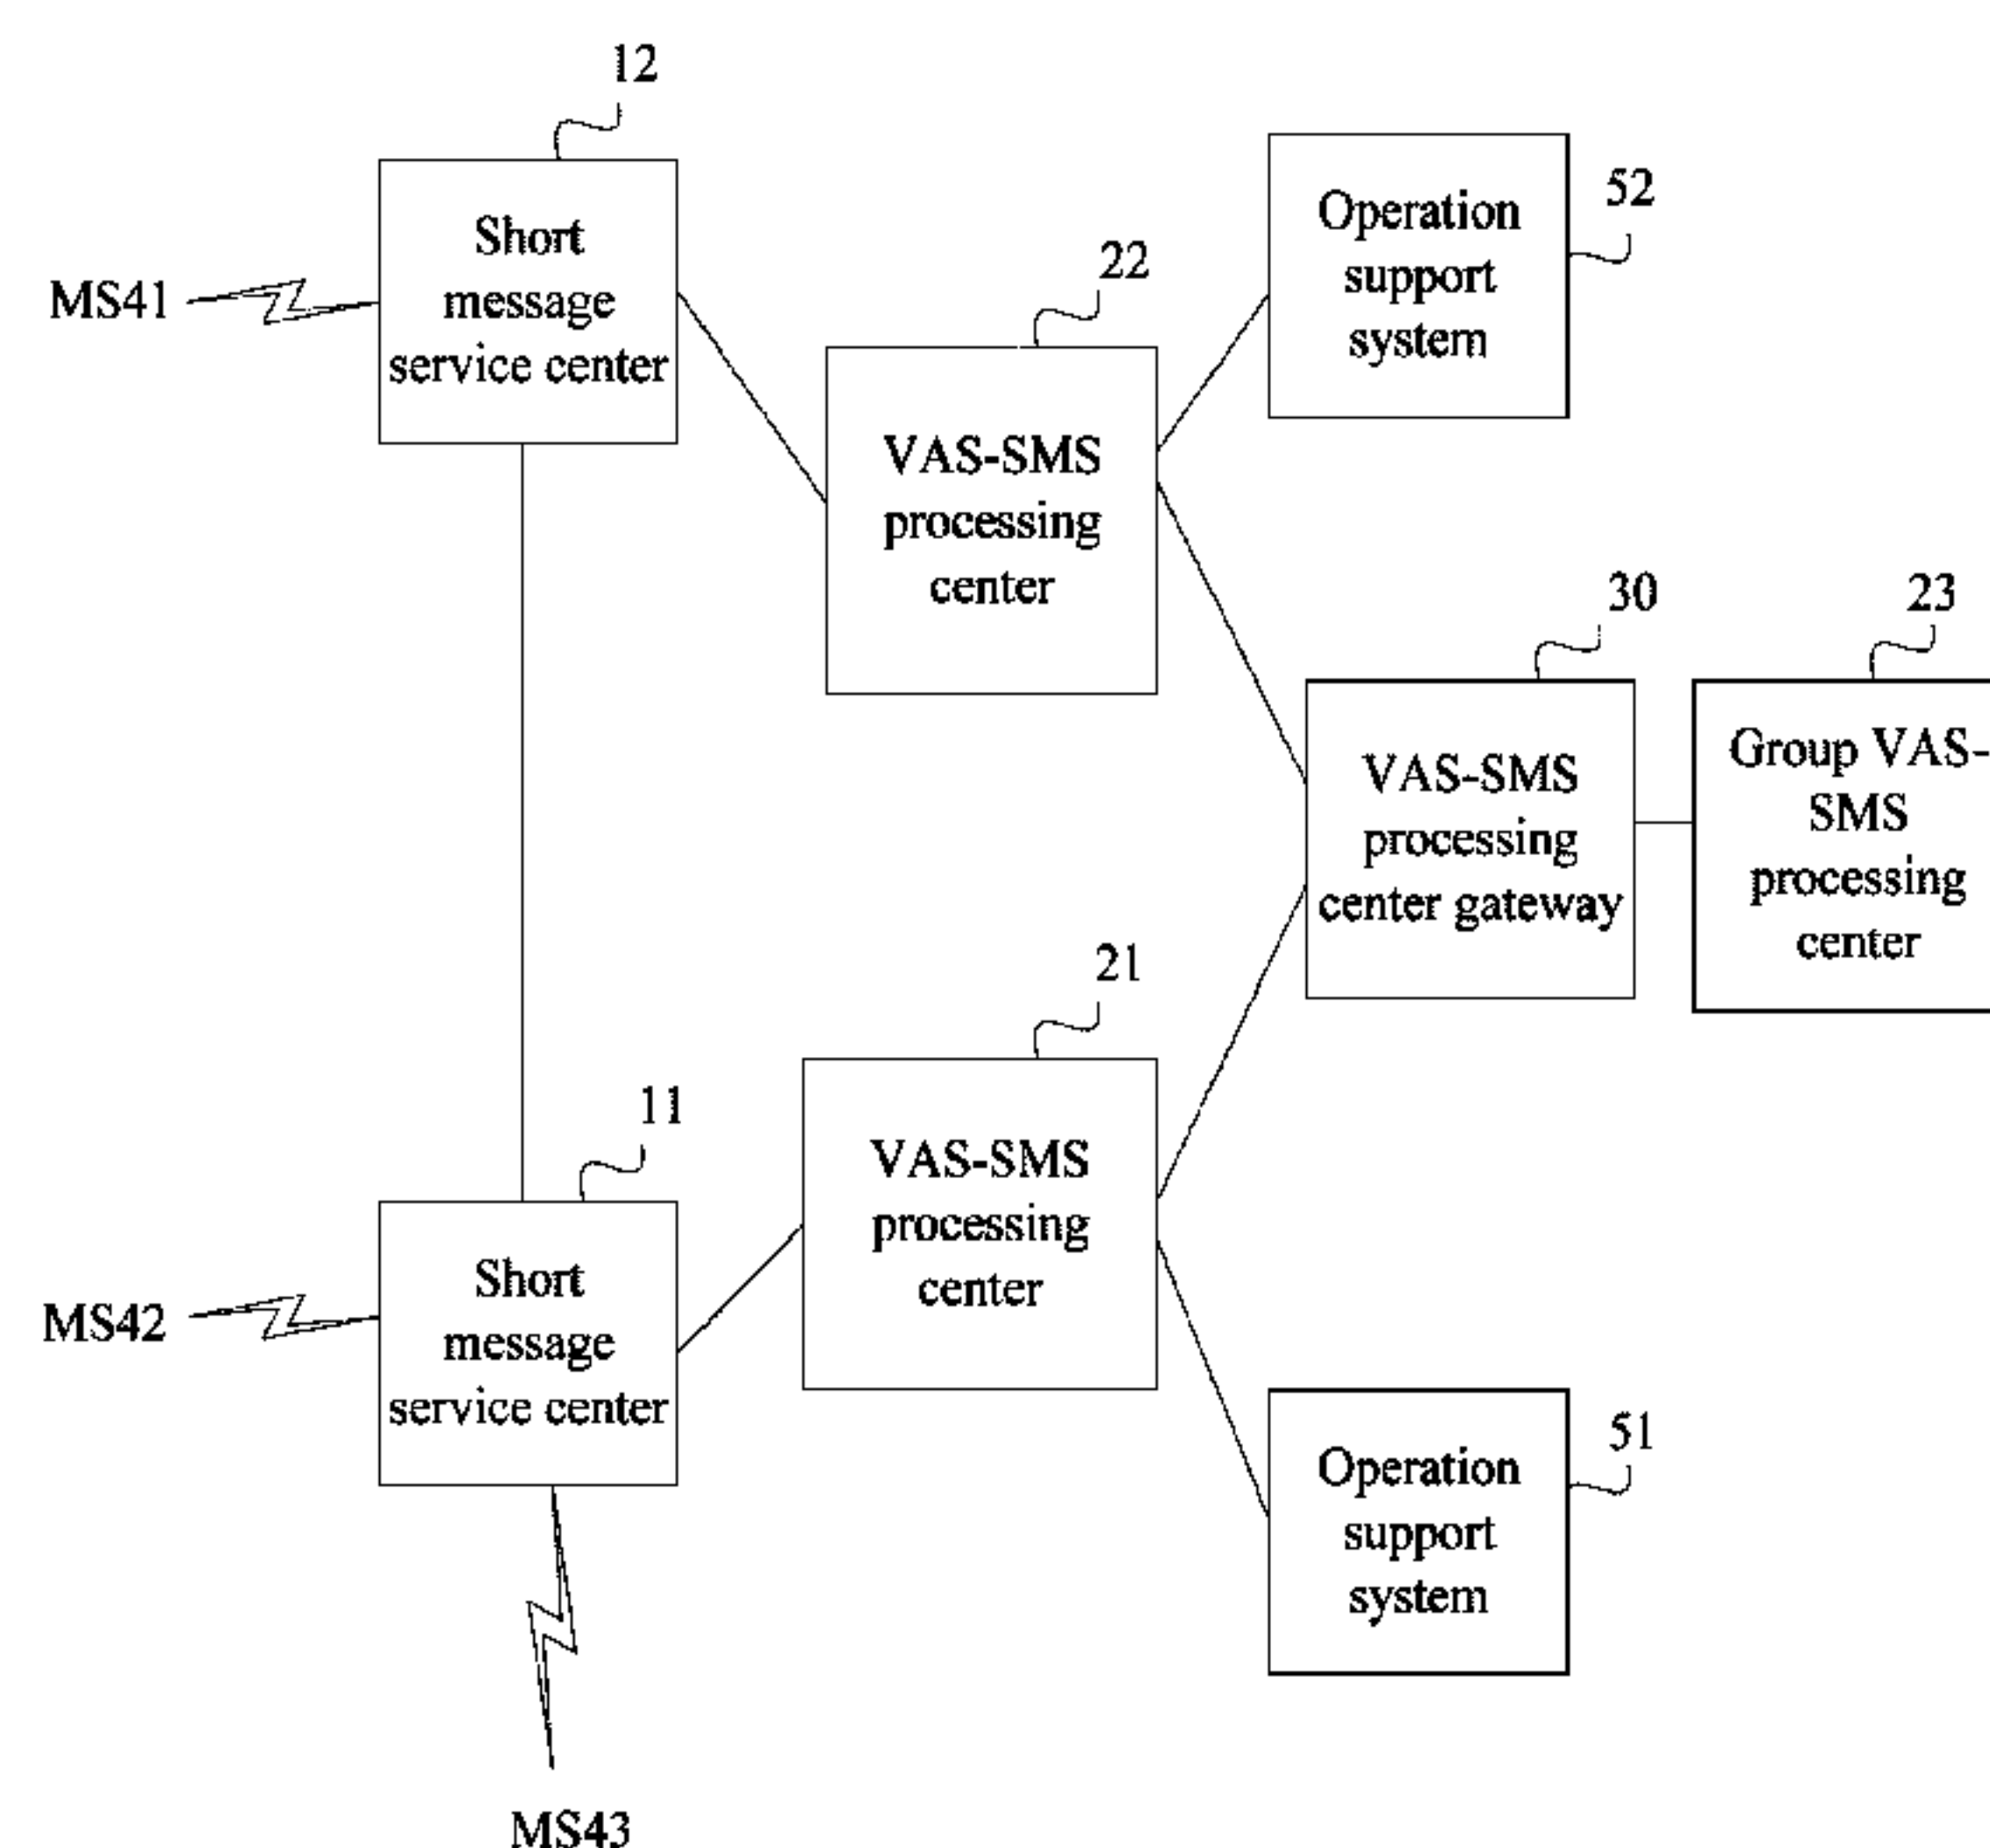 12
Short
message
service center
MS41
22
VAS-SMS
processing
center
Operation
support
system
52
30
VAS-SMS
processing
center gateway
23
Group VAS-
SMS
processing
center
21
VAS-SMS
processing
center
11
Short
message
service center
MS42
MS43
Operation
support
system
51